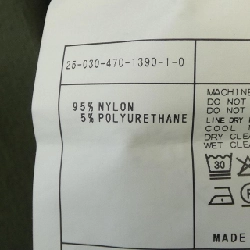 25-030-470-1390-1-0
95% NYLON
5% POLYURETHANE
MACHINE
DO NOT
DO NOT
LINE DRY
COOL
DRY CLEA
WET CLEA
30
P
MADE